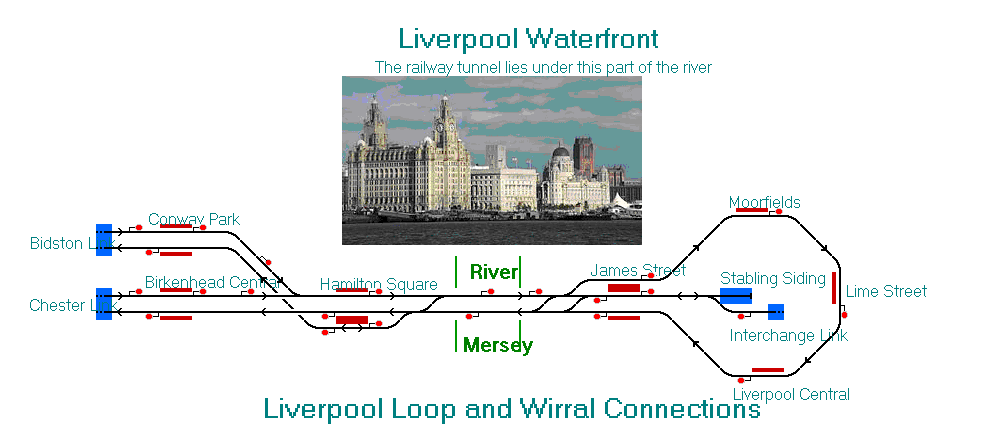 Liverpool Waterfront
The railway tunnel lies under this part of the river
Moorfields
Conway Park
Bidston Link
River
James Street
Stabling Siding
Birkenhead Central
Hamilton Square
Lime Street
Chester Link
Interchange Link
Mersey
Liverpool Central
Liverpool Loop and Wirral Connections